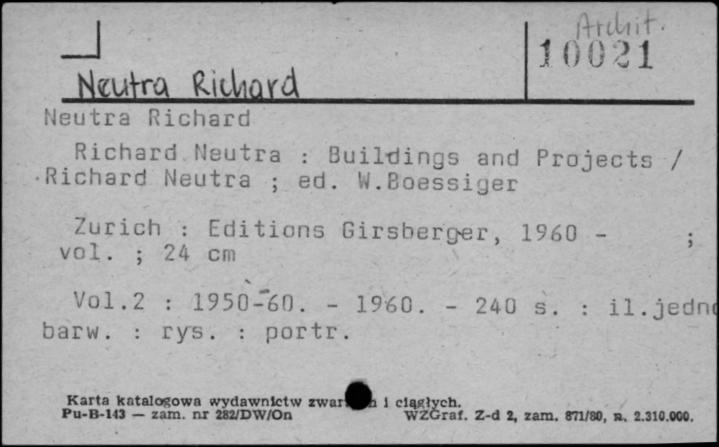 Archit.
10021
Neutra Richard
Neutra Richard
Richard Neutra : Buildings and Projects /
Richard Neutra ; ed. W.Boessiger
Zurich : Editions Girsberger, 1960 - ;
vol. ; 24 cm
Vol.2 : 1950-60. - 1960. - 240 s. : il.jedno
barw. : rys. : portr.
Karta katalogowa wydawnictw i ciągłych.
Pu-B-143 — zam. nr 282/DW/On WZGraf. Z-d 2, zam. 871/80, n. 2.310.000.